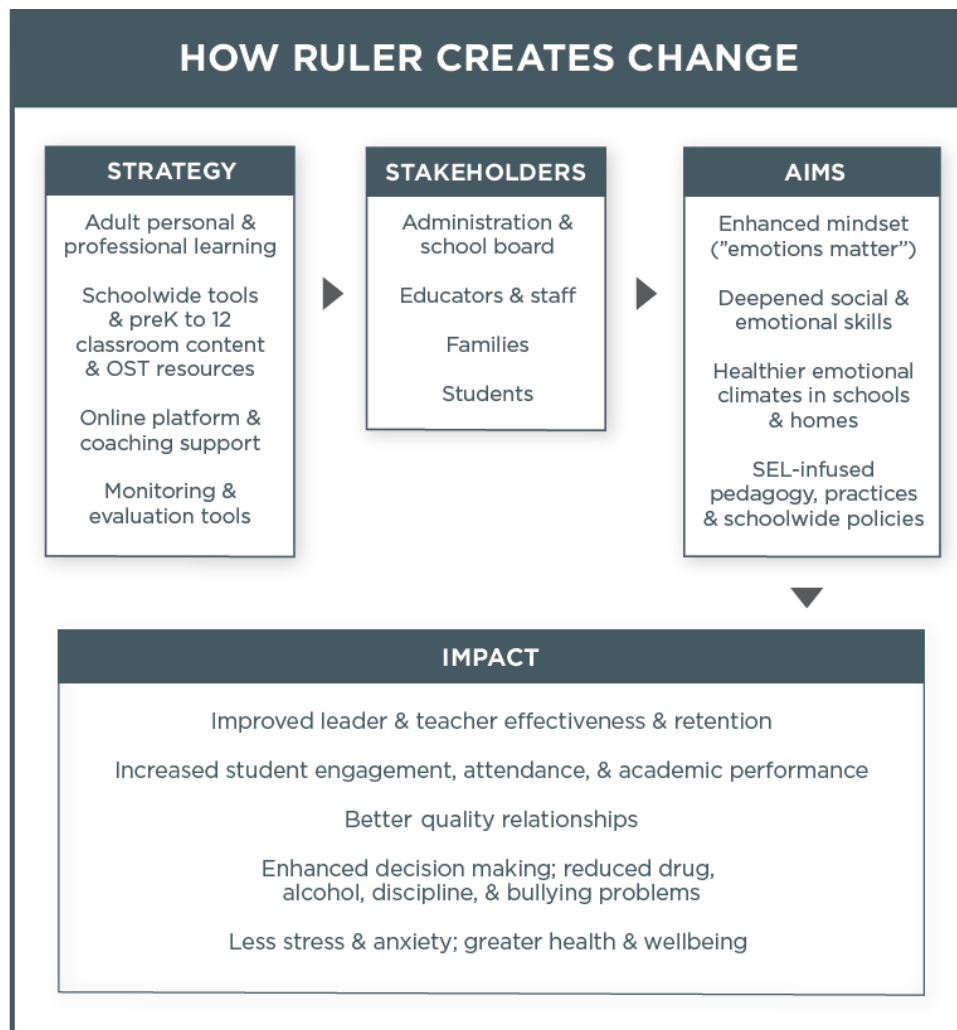 HOW RULER CREATES CHANGE
STRATEGY
Adult personal &
professional learning
Schoolwide tools
& preK to 12
classroom content
& OST resources
Online platform &
coaching support
Monitoring &
evaluation tools
STAKEHOLDERS
Administration &
school board
Educators & staff
Families
Students
AIMS
Enhanced mindset
(”emotions matter”)
Deepened social &
emotional skills
Healthier emotional
climates in schools
& homes
SEL-infused
pedagogy, practices
& schoolwide policies
IMPACT
Improved leader & teacher effectiveness & retention
Increased student engagement, attendance, & academic performance
Better quality relationships
Enhanced decision making; reduced drug,
alcohol, discipline, & bullying problems
Less stress & anxiety; greater health & wellbeing